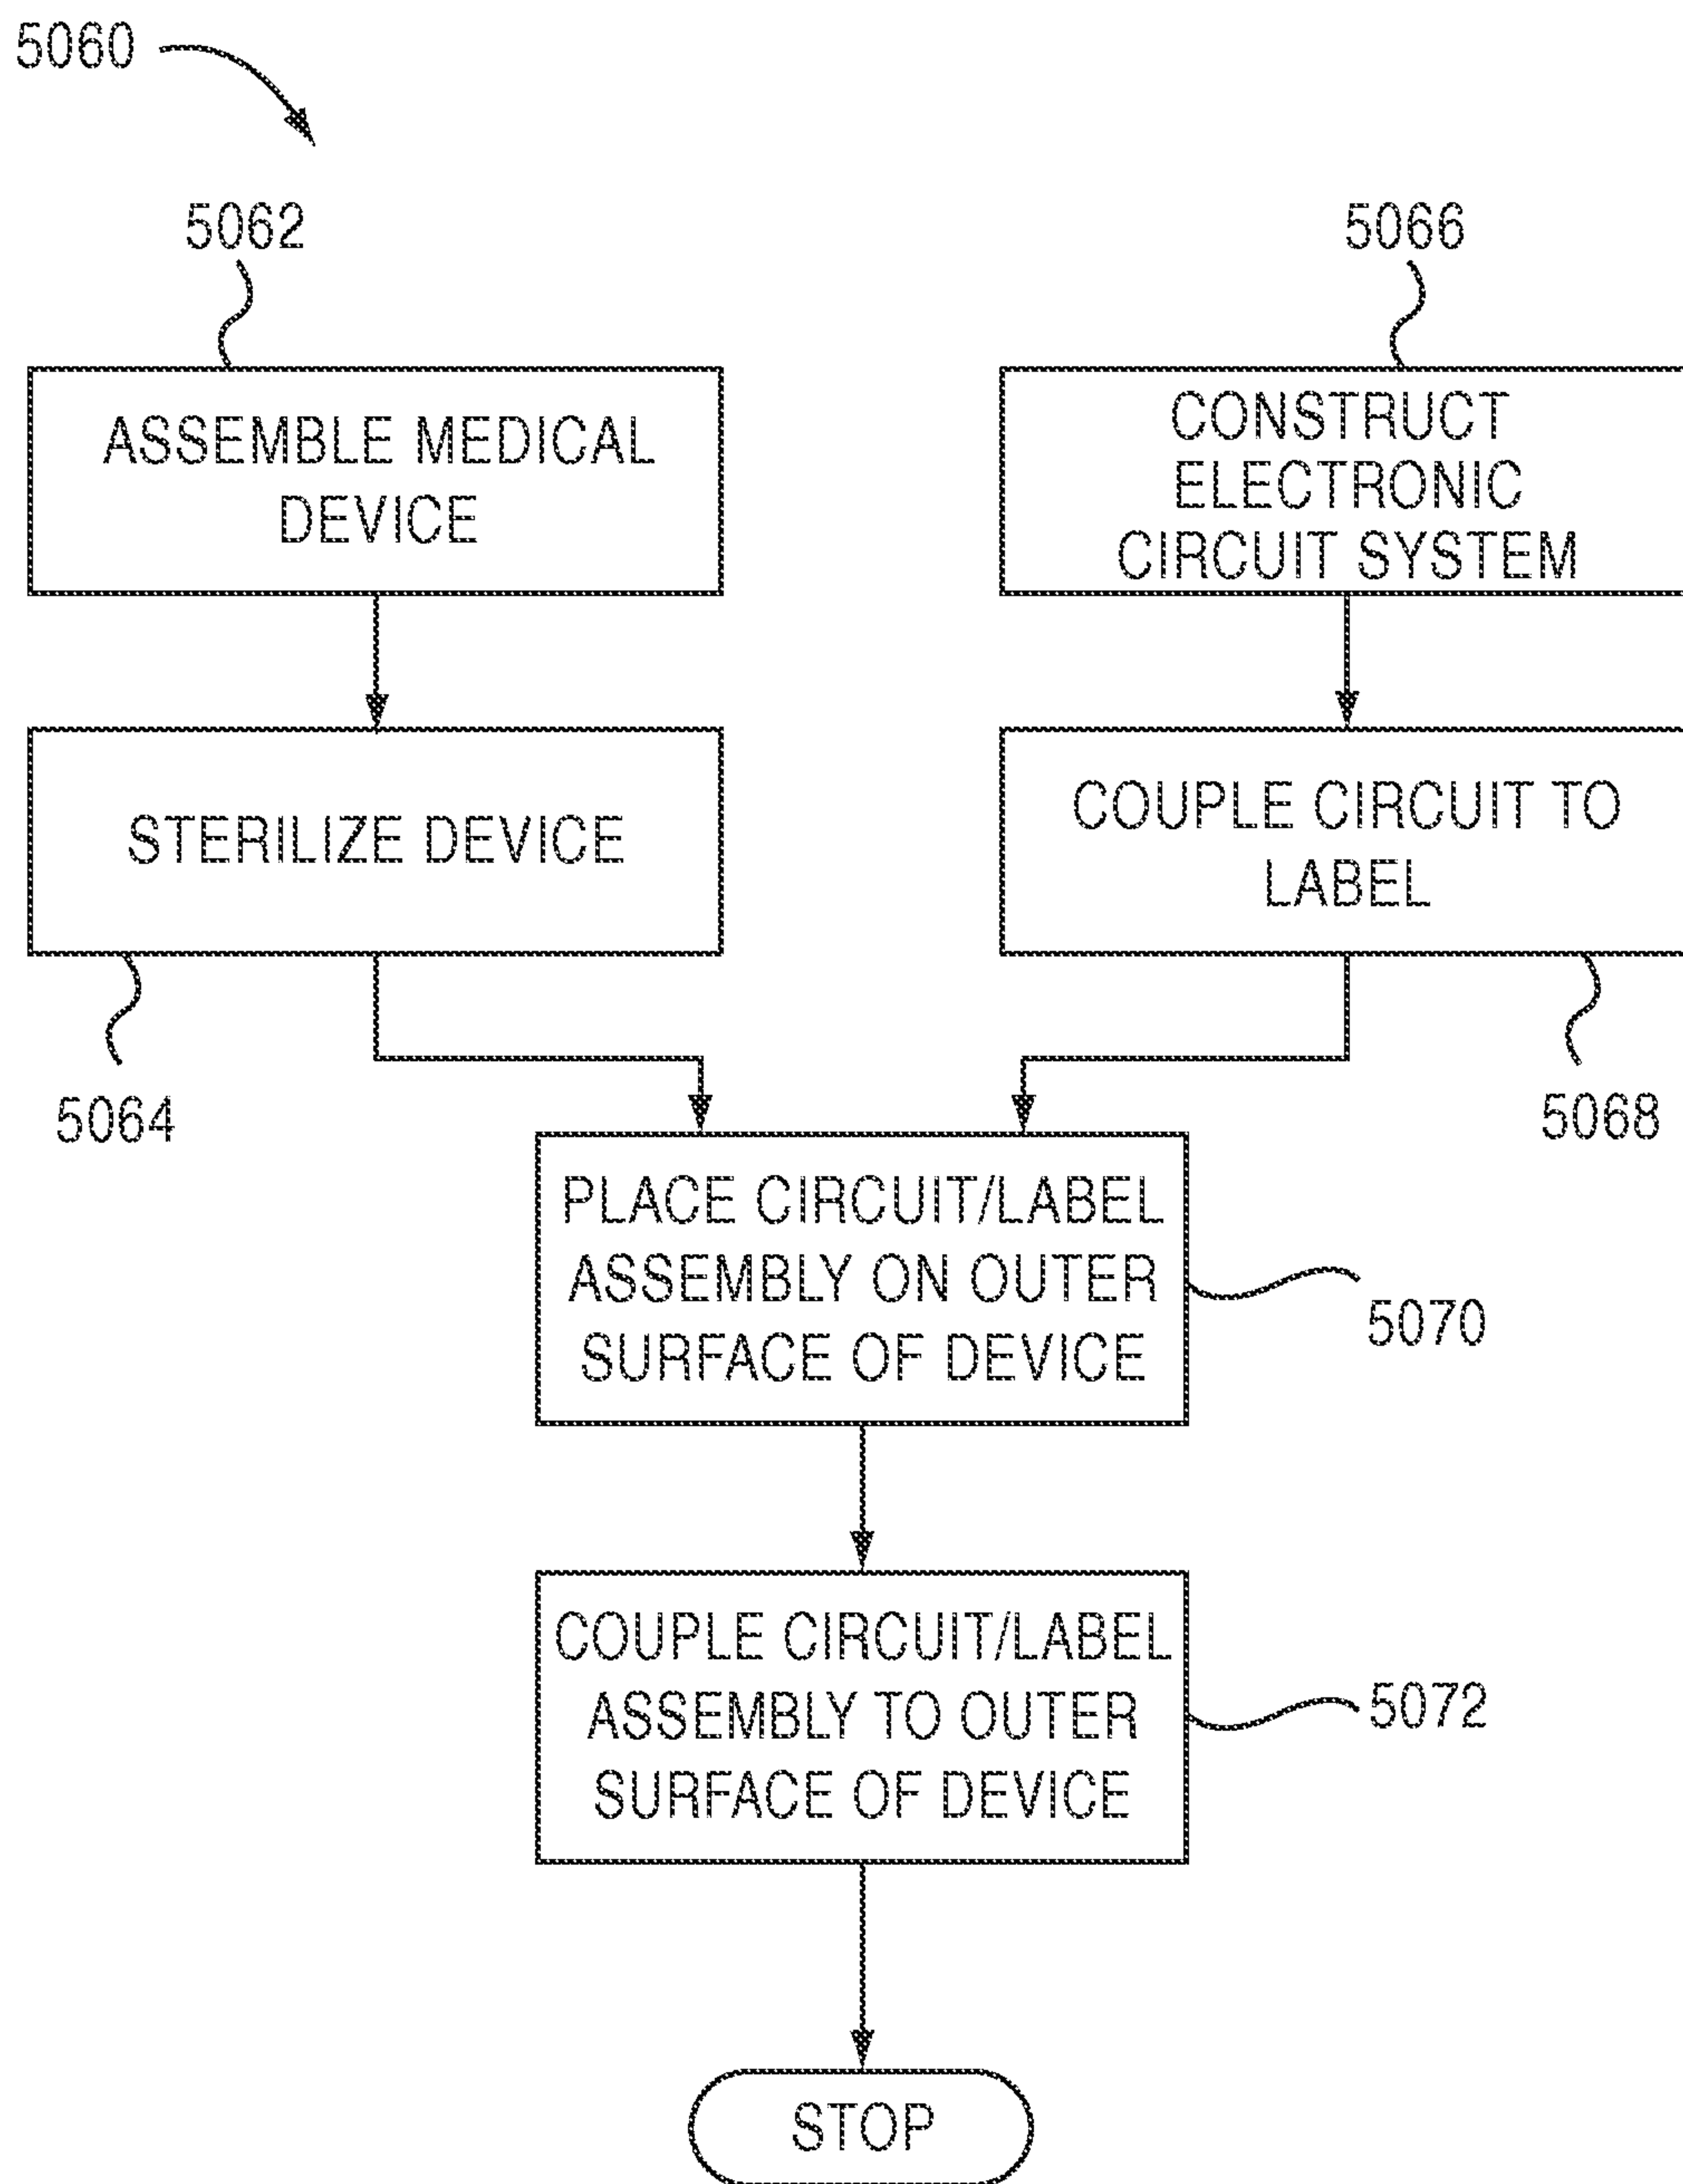 5060
5062
ASSEMBLE MEDICAL
DEVICE
STERILIZE DEVICE
5064
5066
CONSTRUCT
ELECTRONIC
CIRCUIT SYSTEM
COUPLE CIRCUIT TO
LABEL
5068
PLACE CIRCUIT/LABEL
ASSEMBLY ON OUTER
SURFACE OF DEVICE
5070
COUPLE CIRCUIT/LABEL
ASSEMBLY TO OUTER
SURFACE OF DEVICE
5072
STOP